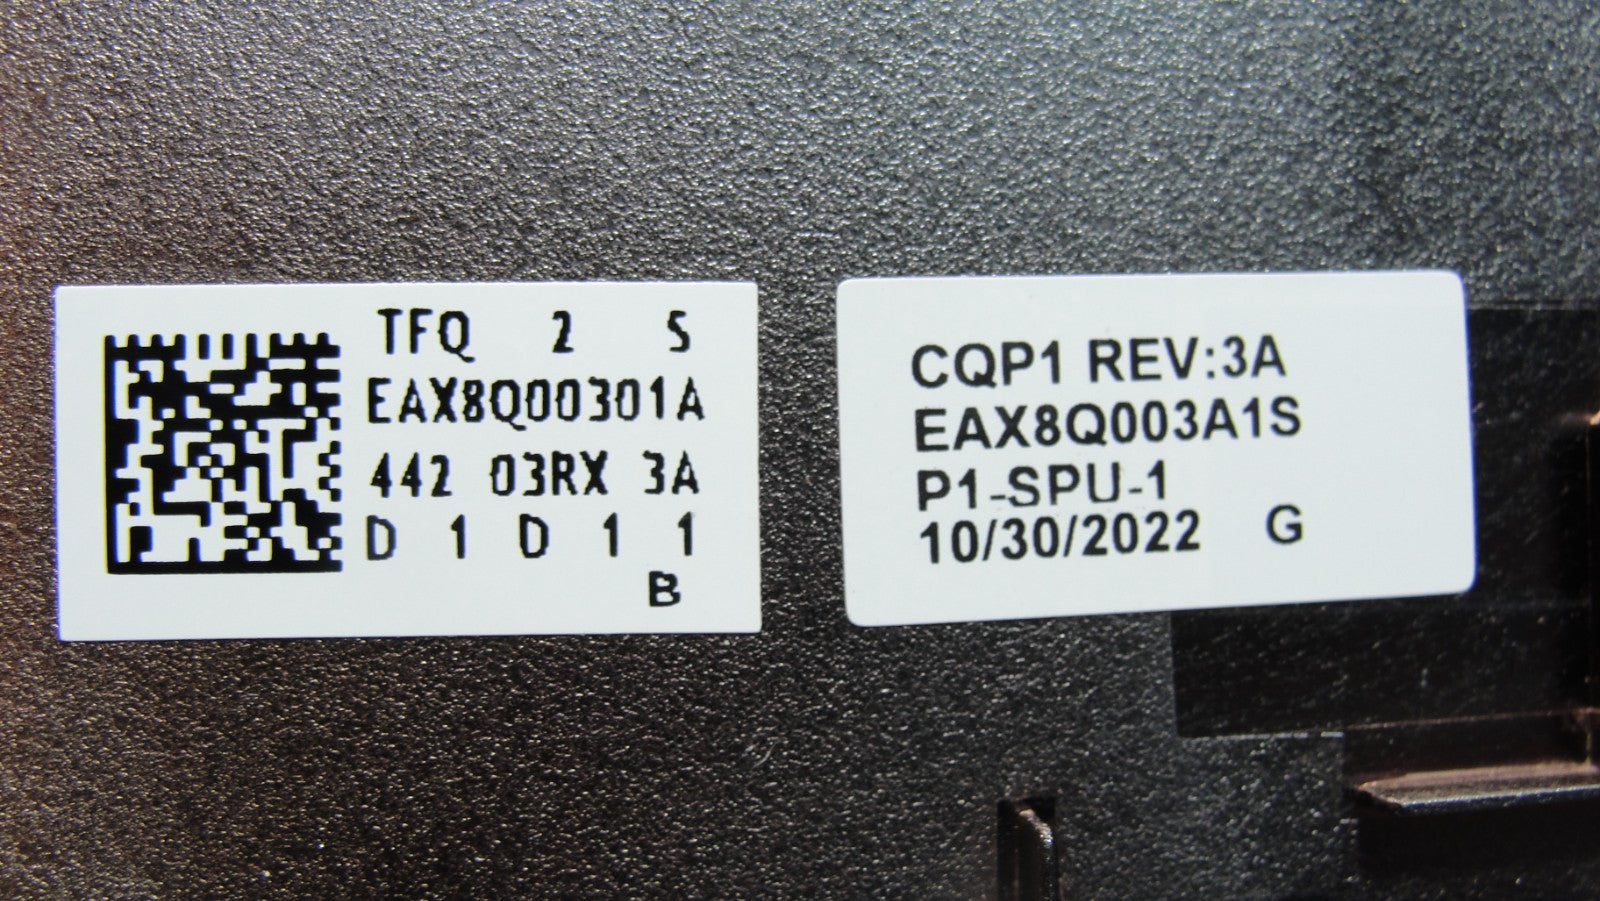 TFQ 2 S
EAX8Q00301A
442 03RX 3A
D 1 D 1 1
B
CQP1 REV:3A
EAX8Q003A1S
P1-SPU-1
10/30/2022 G